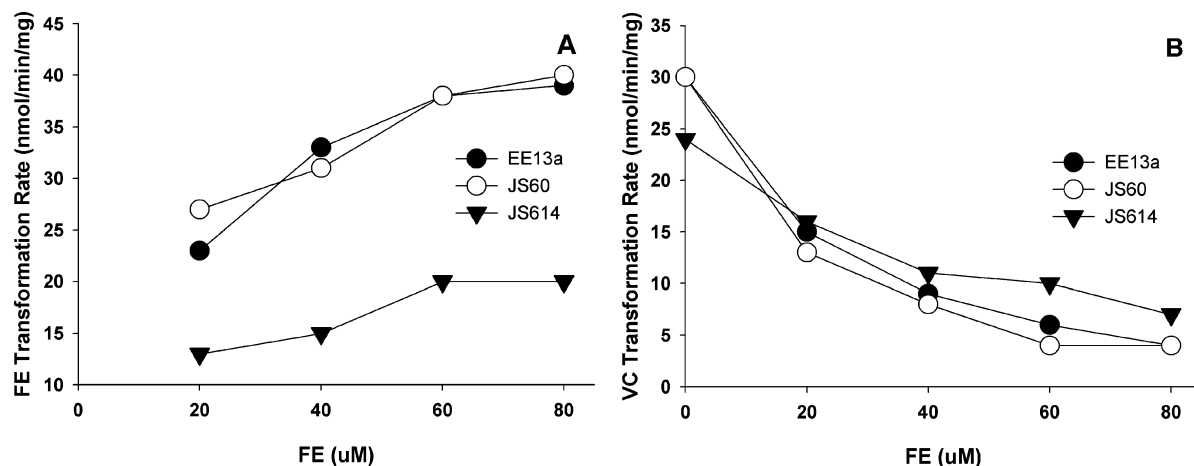 A
FE Transformation Rate (nmol/min/mg)
45
40
35
30
25
20
15
10
EE13a
JS60
JS614
0 20 40 60 80
FE (uM)
B
VC Transformation Rate (nmol/min/mg)
35
30
25
20
15
10
5
0
EE13a
JS60
JS614
0 20 40 60 80
FE (uM)